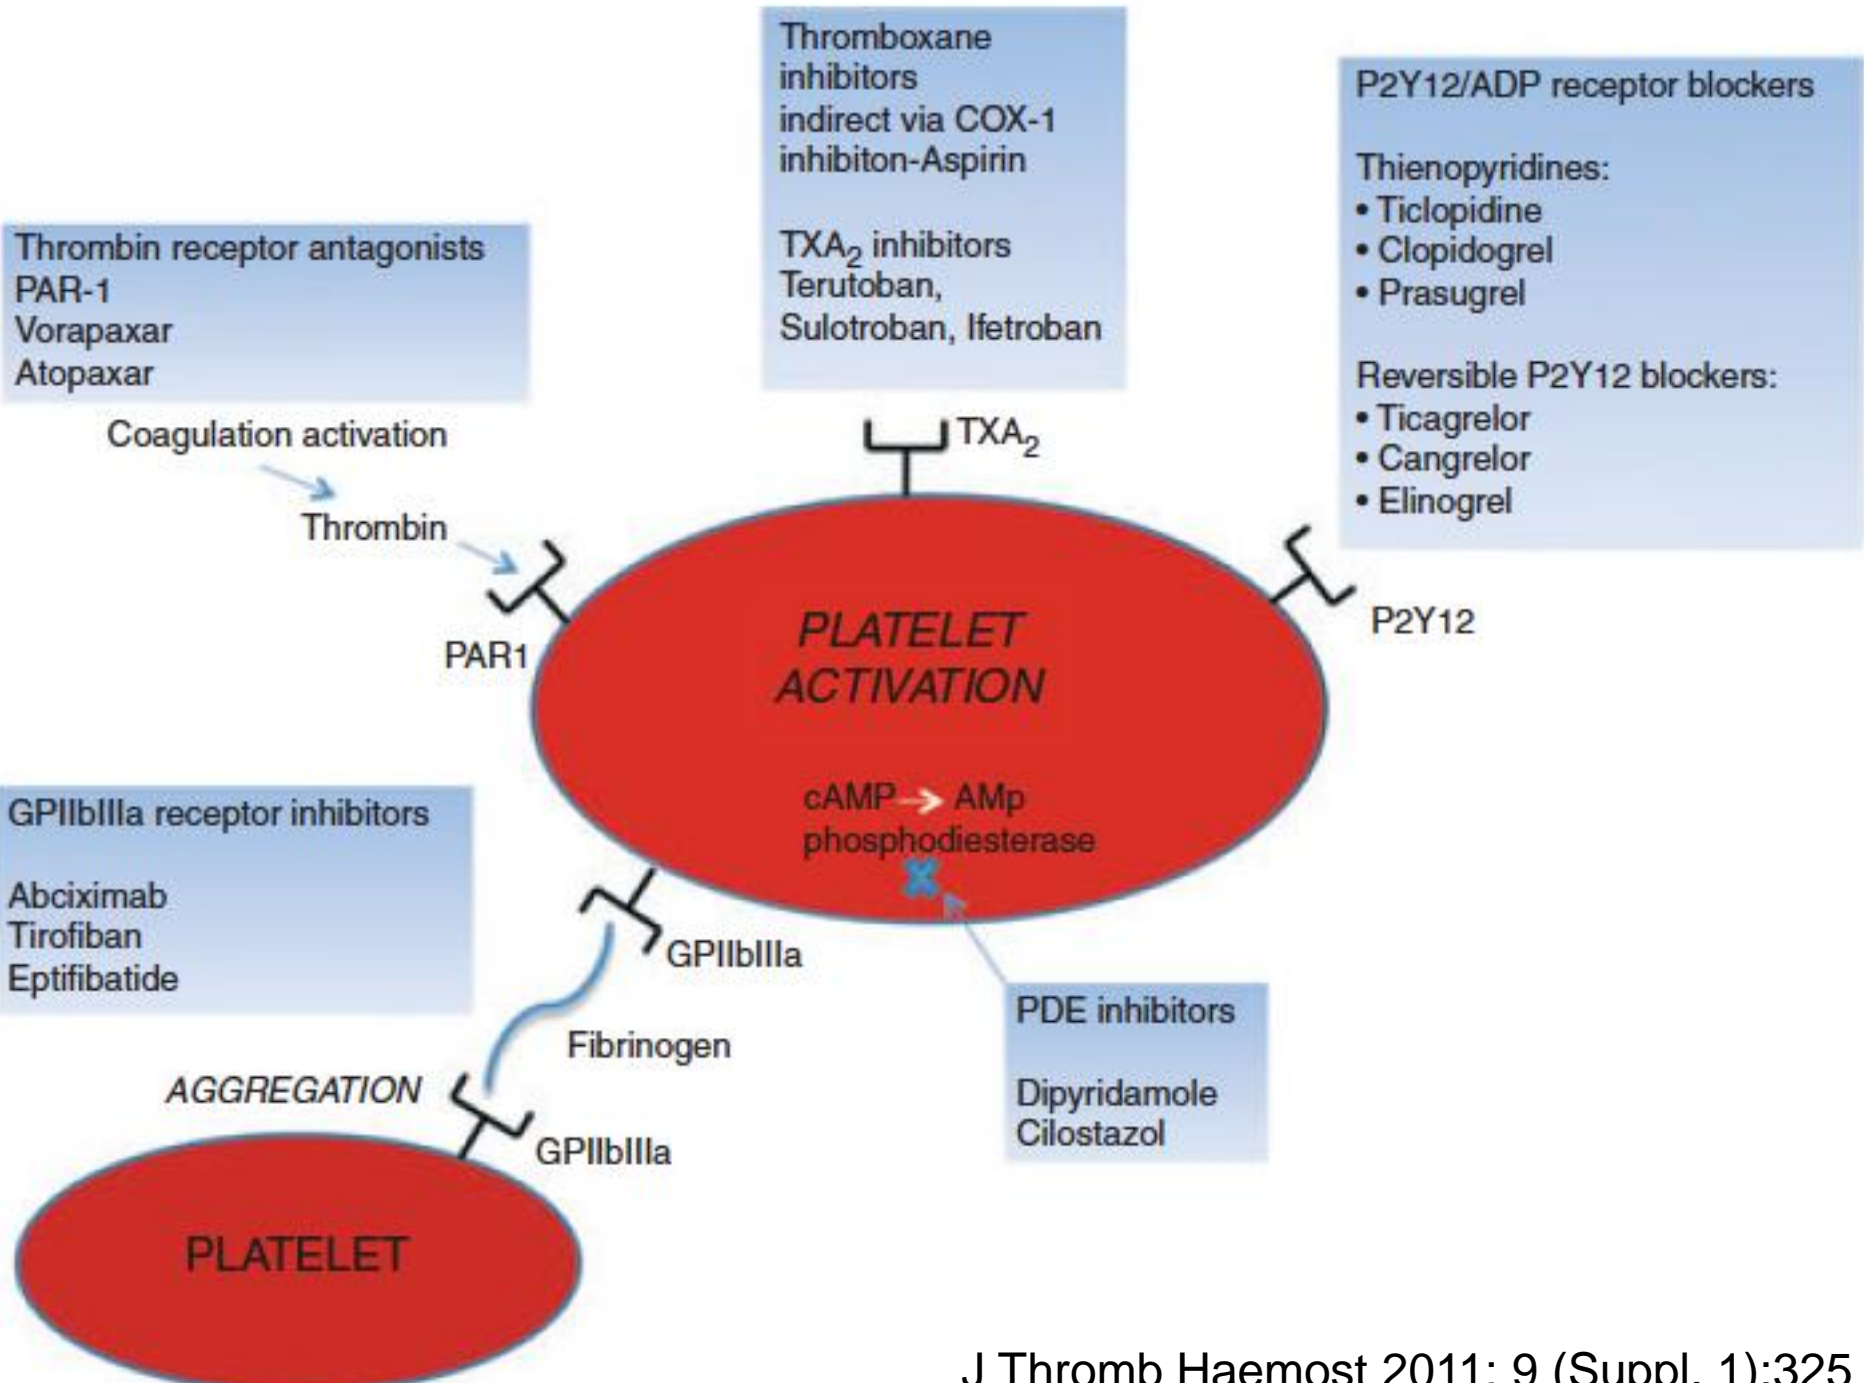 Thromboxane
inhibitors
indirect via COX-1
inhibiton-Aspirin
TXA2 inhibitors
Terutoban,
Sulotroban, Ifetroban
P2Y12/ADP receptor blockers
Thienopyridines:
• Ticlopidine
• Clopidogrel
• Prasugrel
Reversible P2Y12 blockers:
• Ticagrelor
• Cangrelor
• Elinogrel
Thrombin receptor antagonists
PAR-1
Vorapaxar
Atopaxar
Coagulation activation
Thrombin
TXA2
PAR1
P2Y12
PLATELET
ACTIVATION
cAMP → AMp
phosphodiesterase
GPIIbIIIa receptor inhibitors
Abciximab
Tirofiban
Eptifibatide
GPIIbIIIa
Fibrinogen
AGGREGATION
GPIIbIIIa
PDE inhibitors
Dipyridamole
Cilostazol
PLATELET
J Thromb Haemost 2011; 9 (Suppl. 1):325